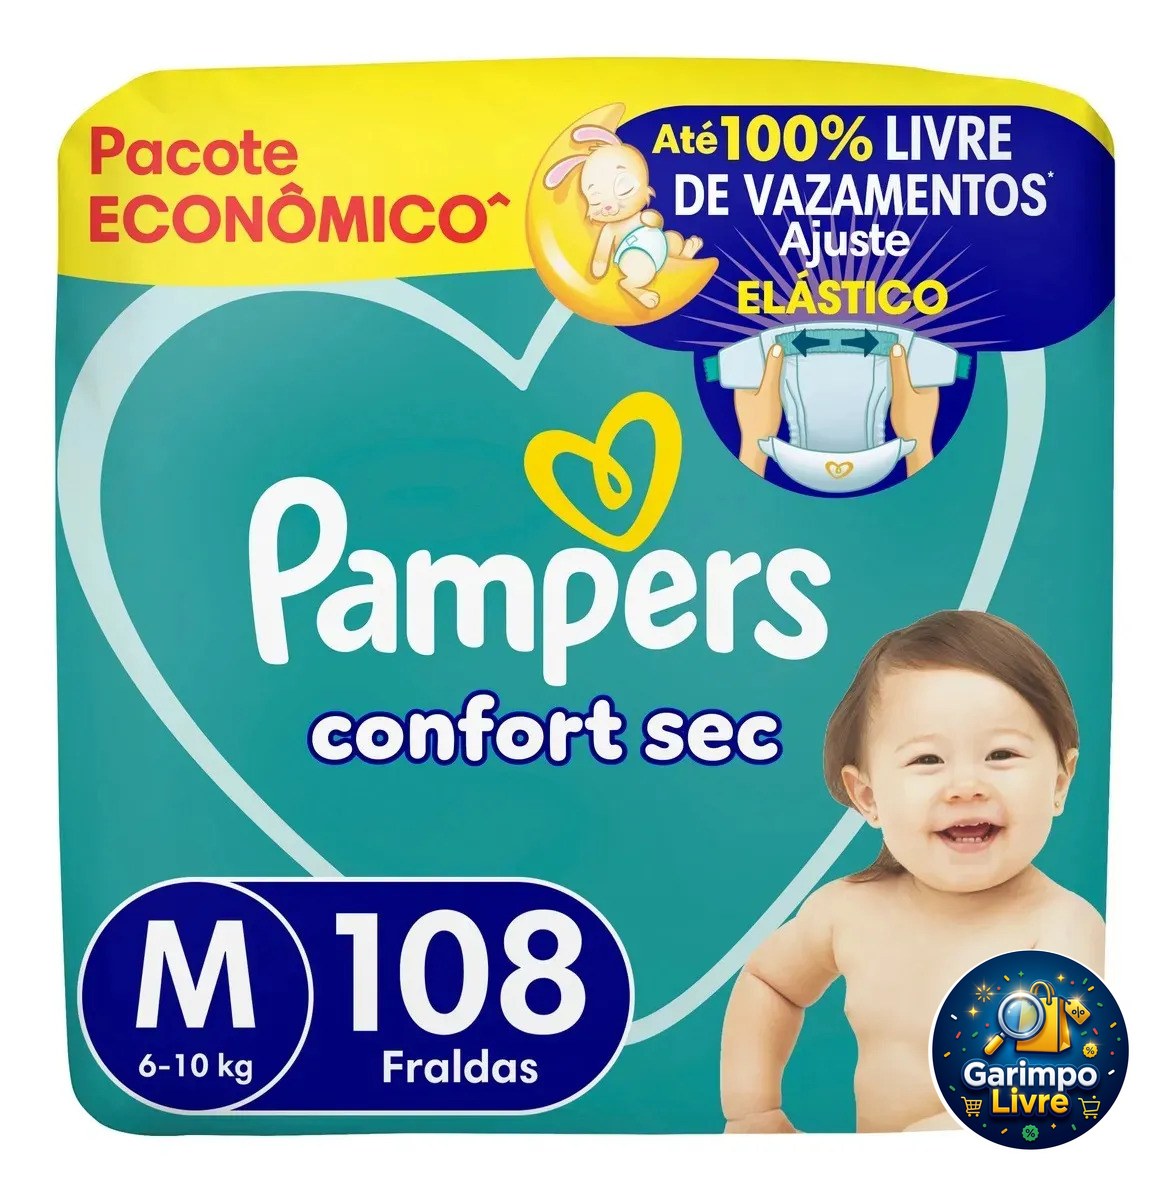 Pacote
ECONÔMICO^
Até 100% LIVRE
DE VAZAMENTOS*
Ajuste
ELÁSTICO
Pampers
confort sec
M
6-10 kg
108
Fraldas
%
%
Garimpo
Livre
%